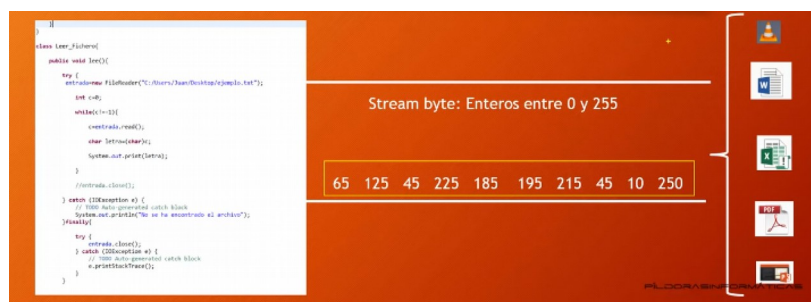 }
}
class Leer_Fichero{
public void lee(){
try {
entrada=new FileReader("C:/Users/Juan/Desktop/ejemplo.txt");
int c=0;
while(c!=-1){
c=entrada.read();
char letra=(char)c;
System.out.print(letra);
}
//entrada.close();
} catch (IOException e) {
// TODO Auto-generated catch block
System.out.println("No se ha encontrado el archivo");
}finally{
try {
entrada.close();
} catch (IOException e) {
// TODO Auto-generated catch block
e.printStackTrace();
}
}
Stream byte: Enteros entre 0 y 255
65 125 45 225 185 195 215 45 10 250
W
X
PDF
PÍLDORASINFORMÁTICAS